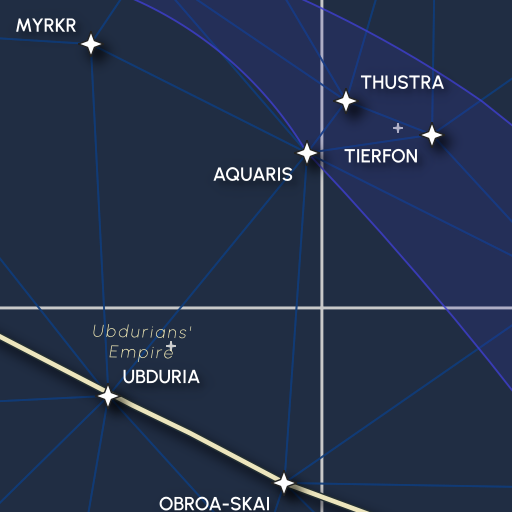 MYRKR
THUSTRA
TIERFON
AQUARIS
Ubdurians'
Empire
UBDURIA
OBROA-SKAI